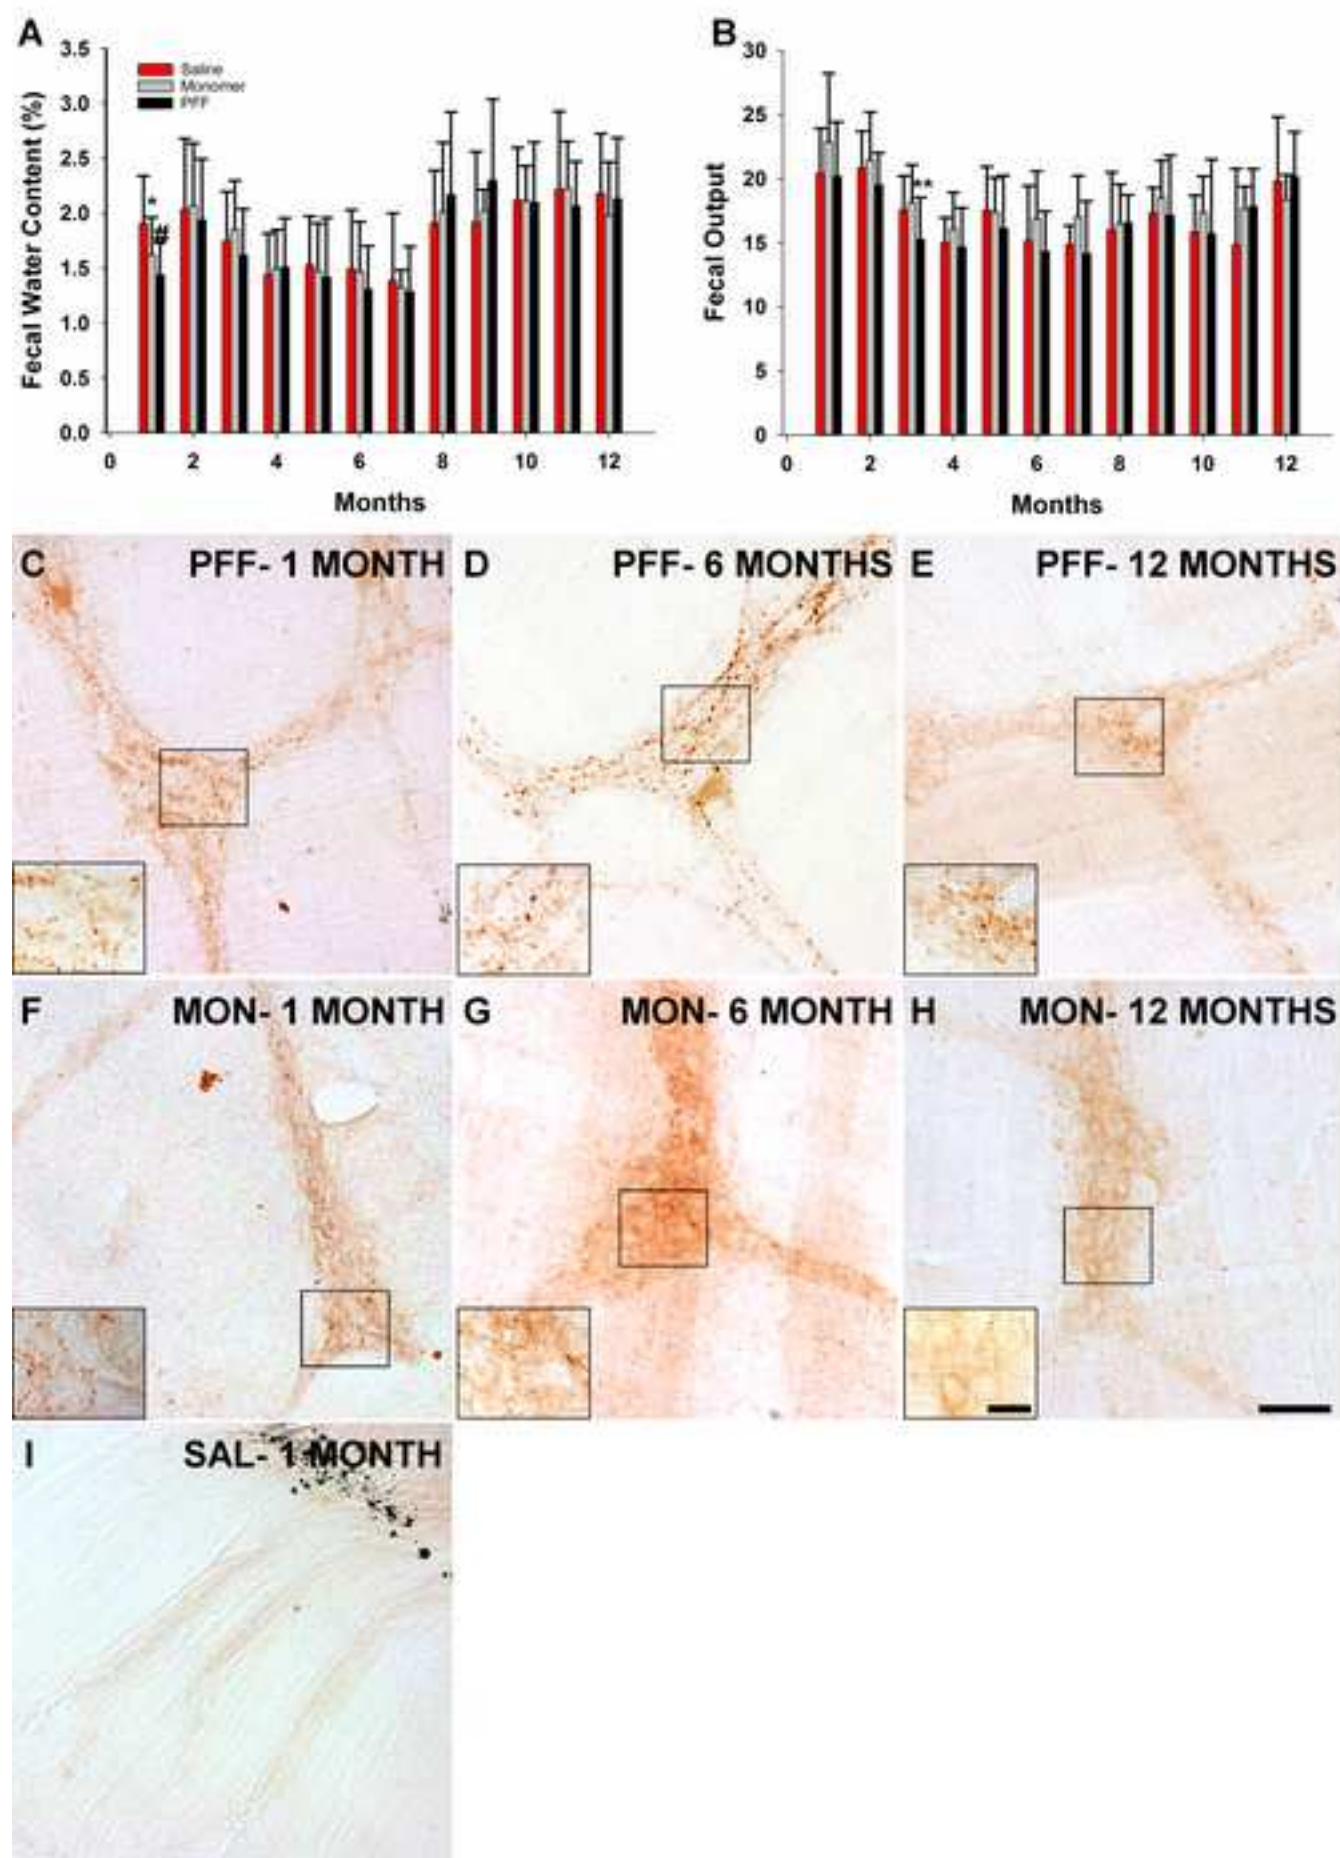 A
B
3.5
3.0
2.5
2.0
1.5
1.0
0.5
0.0
Fecal Water Content (%)
Saline
Monomer
PFF
*
#
0
2
4
6
8
10
12
Months
30
25
20
15
10
5
0
Fecal Output
**
0
2
4
6
8
10
12
Months
C PFF- 1 MONTH
D PFF- 6 MONTHS
E PFF- 12 MONTHS
F MON- 1 MONTH
G MON- 6 MONTH
H MON- 12 MONTHS
I SAL- 1 MONTH